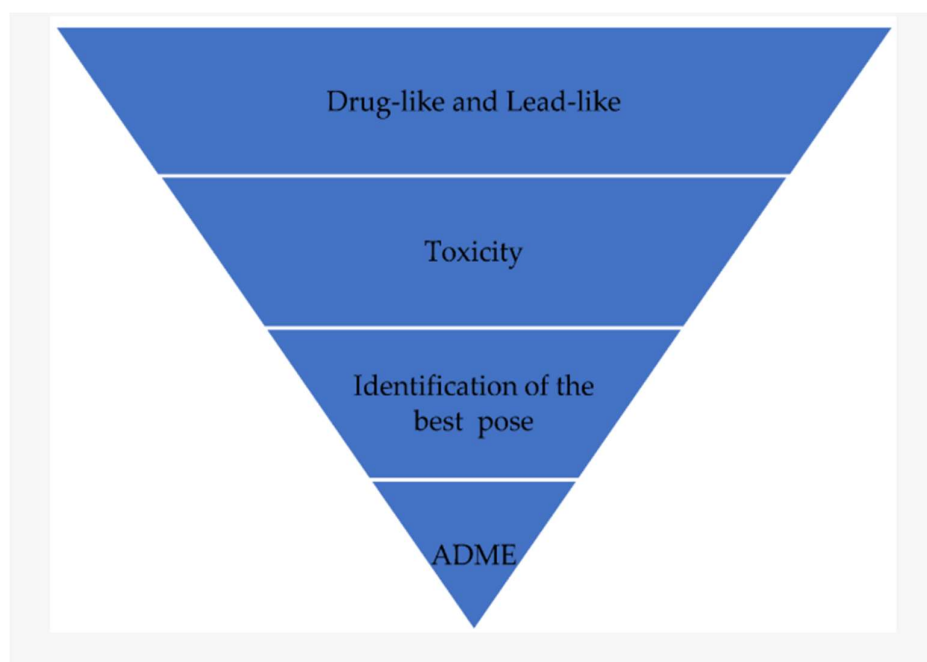 Drug-like and Lead-like
Toxicity
Identification of the
best pose
ADME